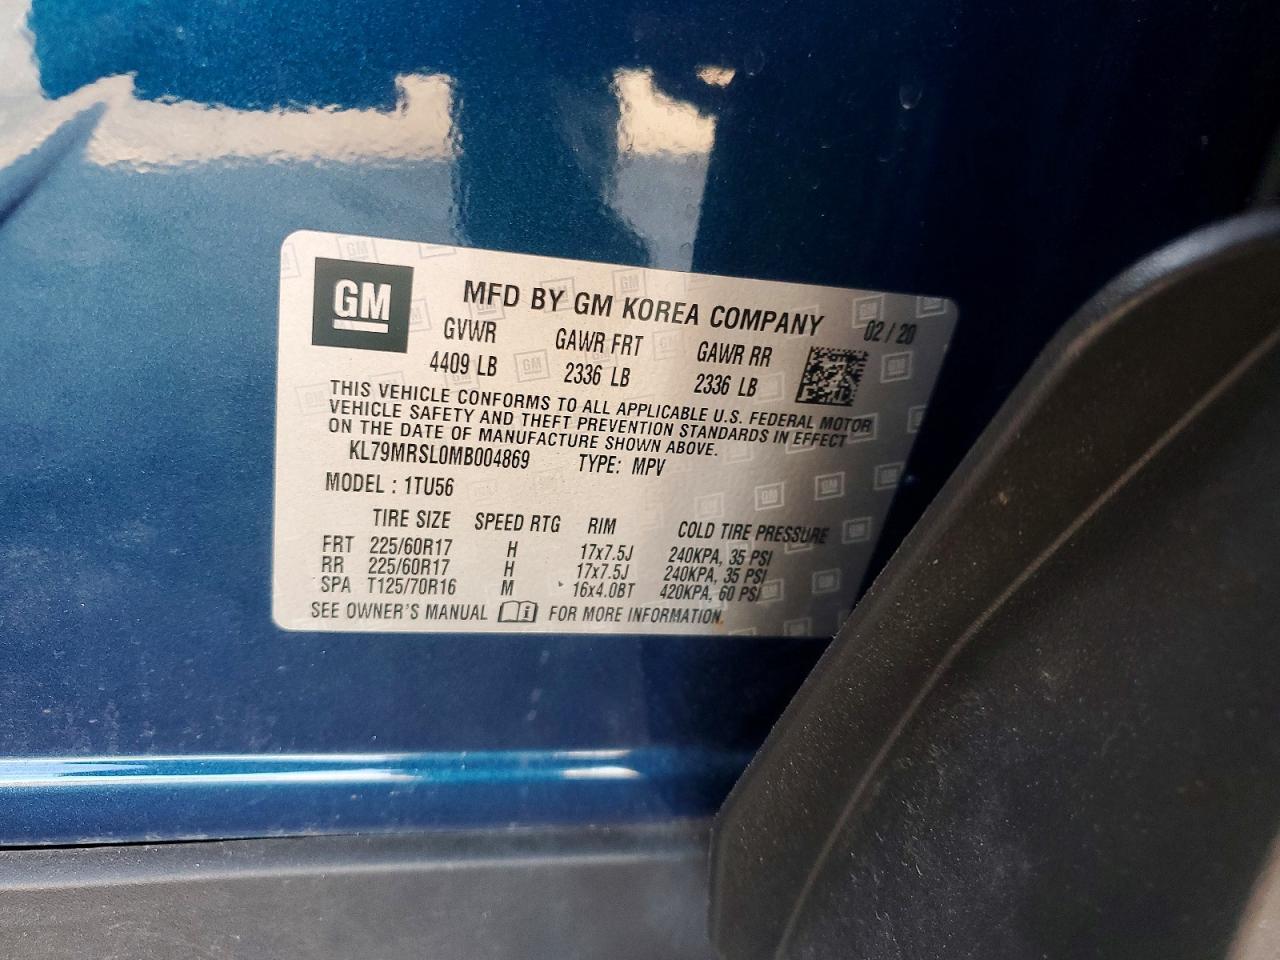 GM
MFD BY GM KOREA COMPANY
02 / 20
GVWR GAWR FRT GAWR RR
4409 LB 2336 LB 2336 LB
THIS VEHICLE CONFORMS TO ALL APPLICABLE U.S. FEDERAL MOTOR
VEHICLE SAFETY AND THEFT PREVENTION STANDARDS IN EFFECT
ON THE DATE OF MANUFACTURE SHOWN ABOVE.
KL79MRSL0MB004869 TYPE: MPV
MODEL : 1TU56
TIRE SIZE SPEED RTG RIM COLD TIRE PRESSURE
FRT 225/60R17 H 17x7.5J 240KPA, 35 PSI
RR 225/60R17 H 17x7.5J 240KPA, 35 PSI
SPA T125/70R16 M 16x4.0BT 420KPA, 60 PSI
SEE OWNER'S MANUAL FOR MORE INFORMATION.